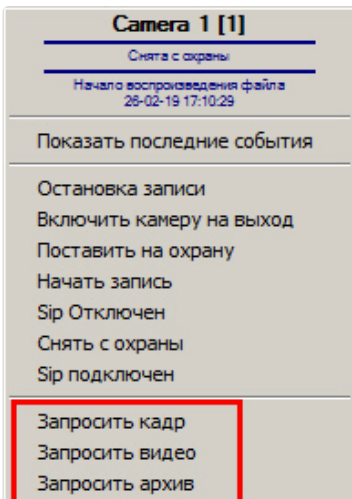 Camera 1 [1]
Снята с охраны
Начало воспроизведения файла
26-02-19 17:10:29
Показать последние события
Остановка записи
Включить камеру на выход
Поставить на охрану
Начать запись
Sip Отключен
Снять с охраны
Sip подключен
Запросить кадр
Запросить видео
Запросить архив